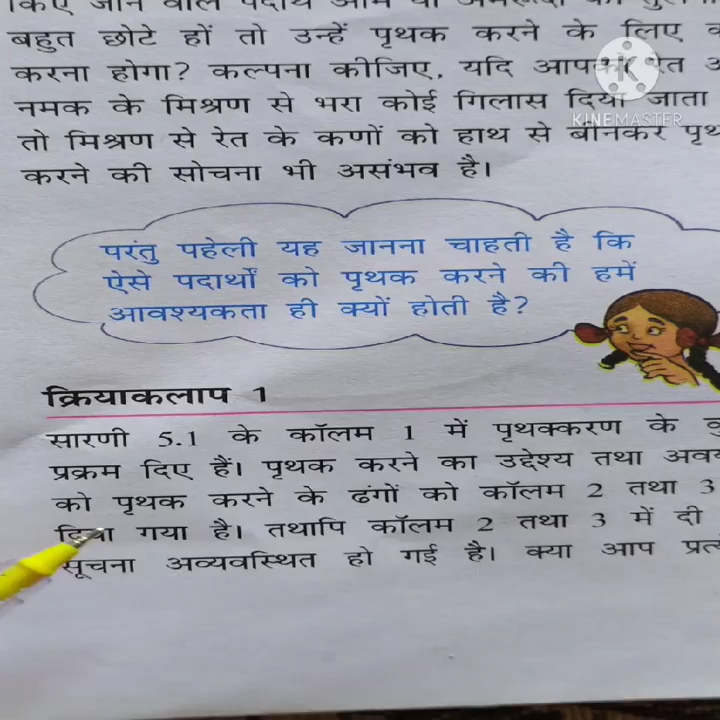 बहुत छोटे हों तो उन्हें पृथक करने के लिए
करना होगा? कल्पना कीजिए, यदि आपको रेत
नमक के मिश्रण से भरा कोई गिलास दिया जाता
तो मिश्रण से रेत के कणों को हाथ से बीनकर
करने की सोचना भी असंभव है।
KINEMASTER
परंतु पहेली यह जानना चाहती है कि
ऐसे पदार्थों को पृथक करने की हमें
आवश्यकता ही क्यों होती है?
क्रियाकलाप 1
सारणी 5.1 के कॉलम 1 में पृथक्करण के
प्रक्रम दिए हैं। पृथक करने का उद्देश्य तथा
को पृथक करने के ढंगों को कॉलम 2 तथा 3
दिया गया है। तथापि कॉलम 2 तथा 3 में दी
सूचना अव्यवस्थित हो गई है। क्या आप